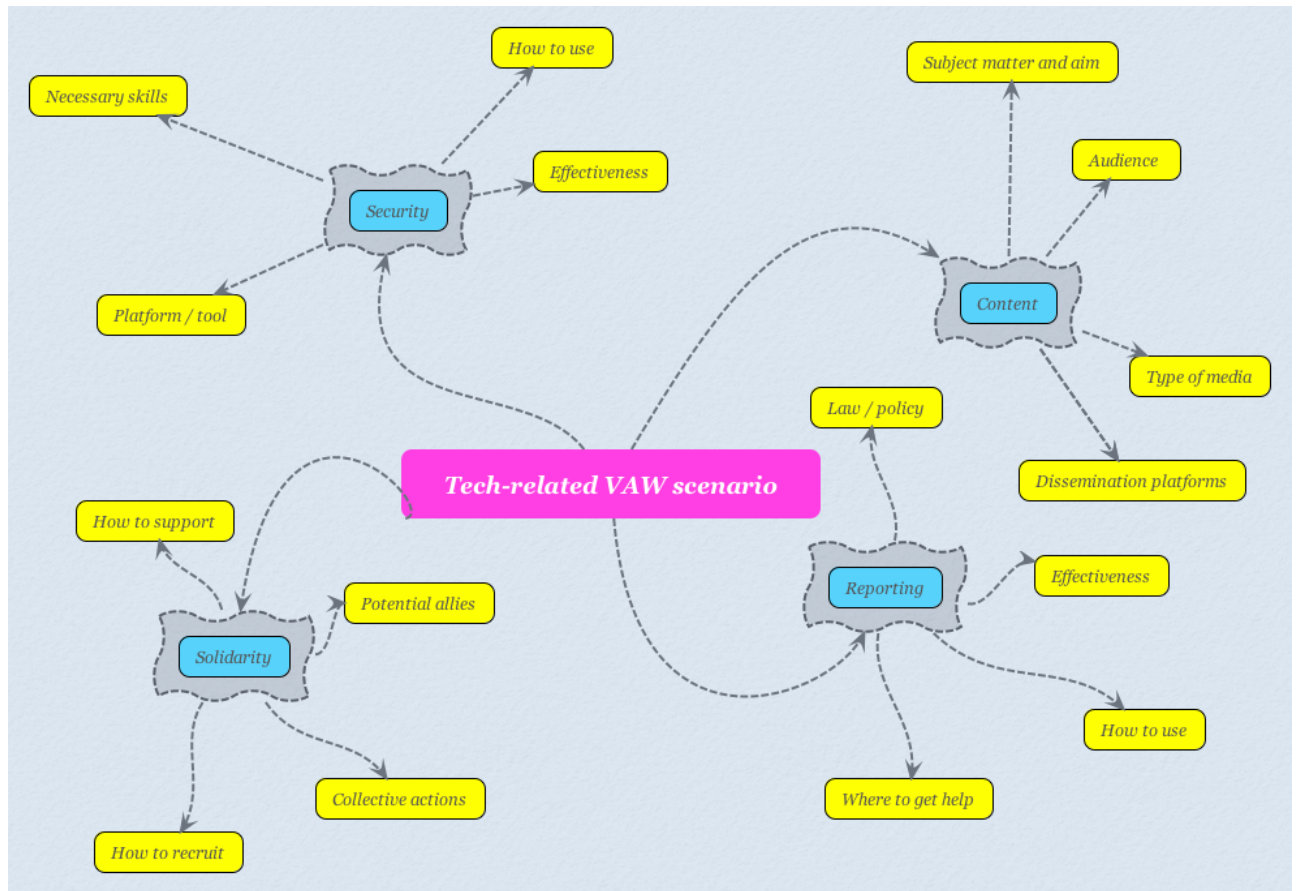 How to use
Subject matter and aim
Necessary skills
Audience
Effectiveness
Security
Content
Platform / tool
Type of media
Law / policy
Dissemination platforms
Tech-related VAW scenario
How to support
Effectiveness
Reporting
Potential allies
Solidarity
How to use
Collective actions
Where to get help
How to recruit